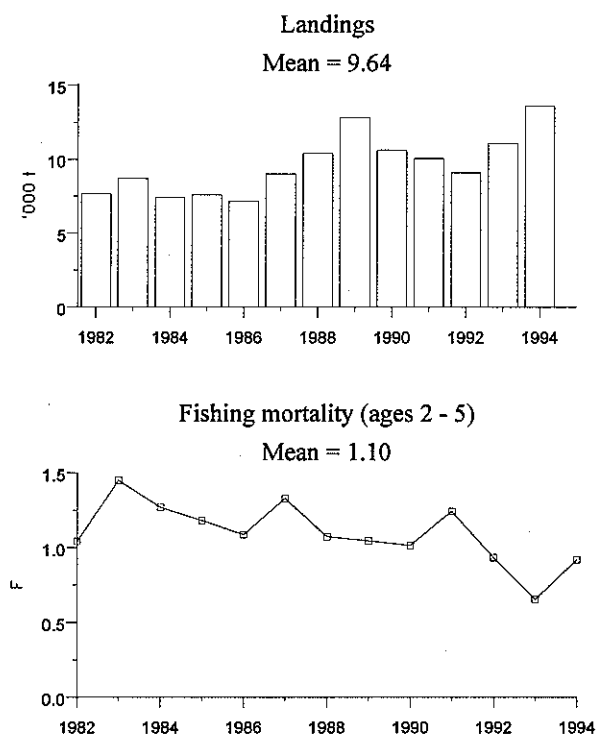 Landings
Mean = 9.64
15
10
5
0
'000 t
1982 1984 1986 1988 1990 1992 1994
Fishing mortality (ages 2 - 5)
Mean = 1.10
1.5
1.0
0.5
0.0
F
1982 1984 1986 1988 1990 1992 1994